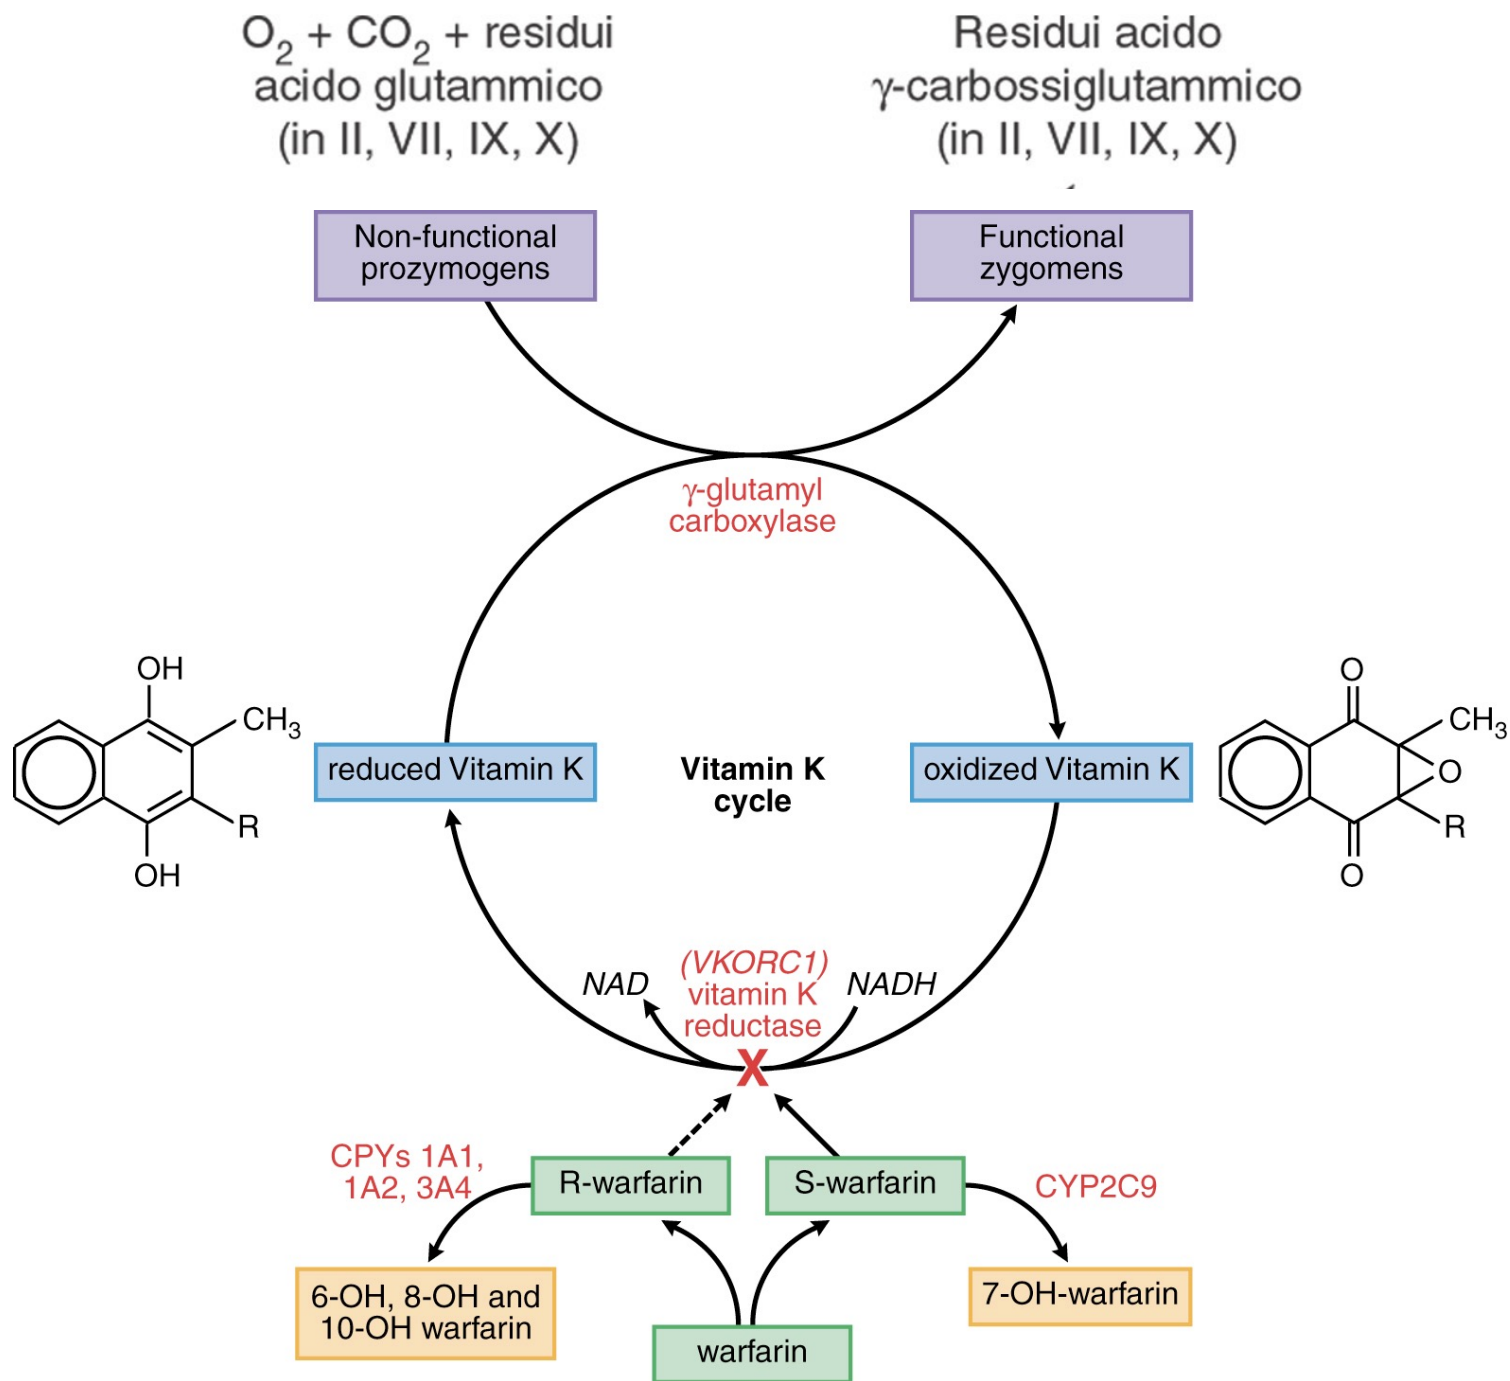 O₂ + CO₂ + residui
acido glutammico
(in II, VII, IX, X)
Residui acido
γ-carbossiglutammico
(in II, VII, IX, X)
Non-functional
prozymogens
Functional
zygomens
γ-glutamyl
carboxylase
OH
CH₃
R
OH
reduced Vitamin K
Vitamin K
cycle
oxidized Vitamin K
O
CH₃
O
R
O
NAD
(VKORC1)
vitamin K
reductase
NADH
X
CPYs 1A1,
1A2, 3A4
R-warfarin
S-warfarin
CYP2C9
6-OH, 8-OH and
10-OH warfarin
7-OH-warfarin
warfarin